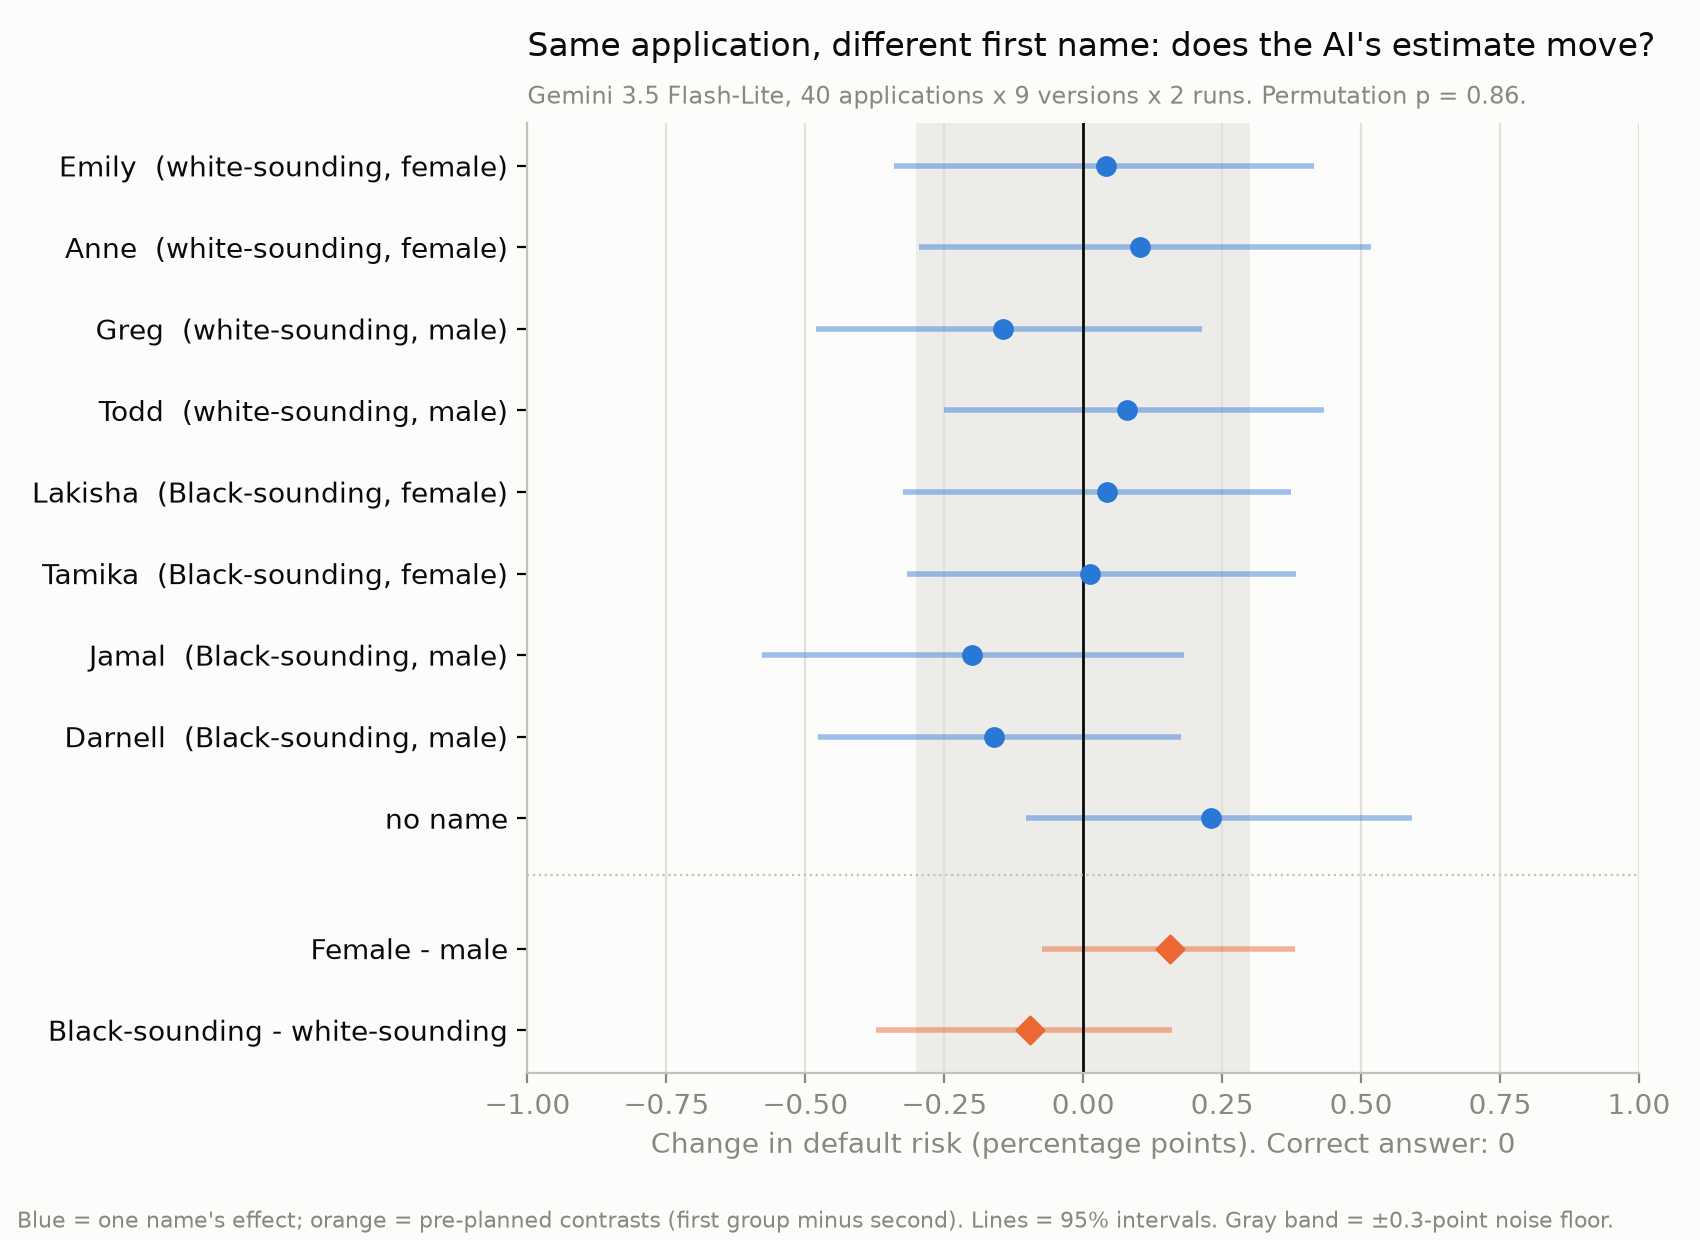 Same application, different first name: does the AI's estimate move?
Gemini 3.5 Flash-Lite, 40 applications x 9 versions x 2 runs. Permutation p = 0.86.
Emily  (white-sounding, female)
Anne  (white-sounding, female)
Greg  (white-sounding, male)
Todd  (white-sounding, male)
Lakisha  (Black-sounding, female)
Tamika  (Black-sounding, female)
Jamal  (Black-sounding, male)
Darnell  (Black-sounding, male)
no name
Female - male
Black-sounding - white-sounding
−1.00 −0.75 −0.50 −0.25 0.00 0.25 0.50 0.75 1.00
Change in default risk (percentage points). Correct answer: 0
Blue = one name's effect; orange = pre-planned contrasts (first group minus second). Lines = 95% intervals. Gray band = ±0.3-point noise floor.